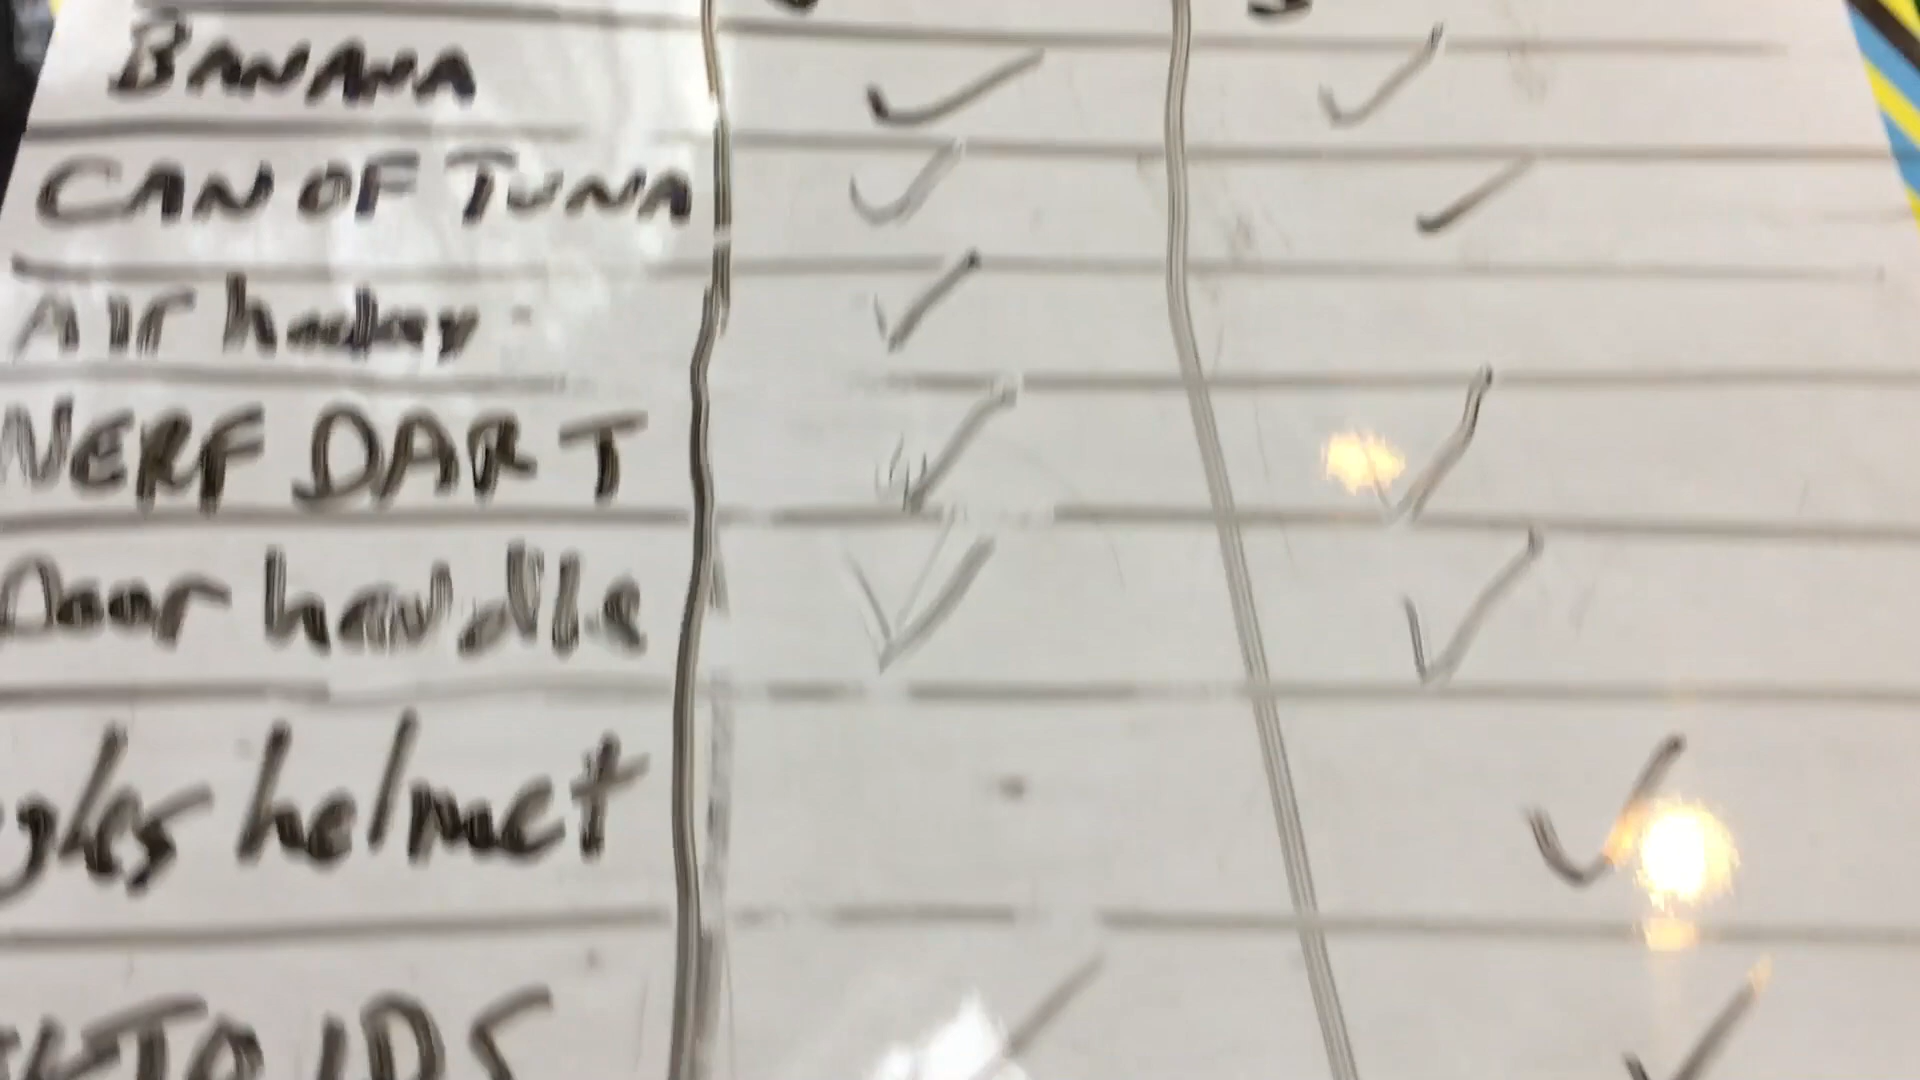 BANANA ✓ ✓
CAN OF TUNA ✓ ✓
AIr hockey ✓
NERF DART ✓ ✓
Door handle ✓ ✓
helmet ✓
✓ ✓